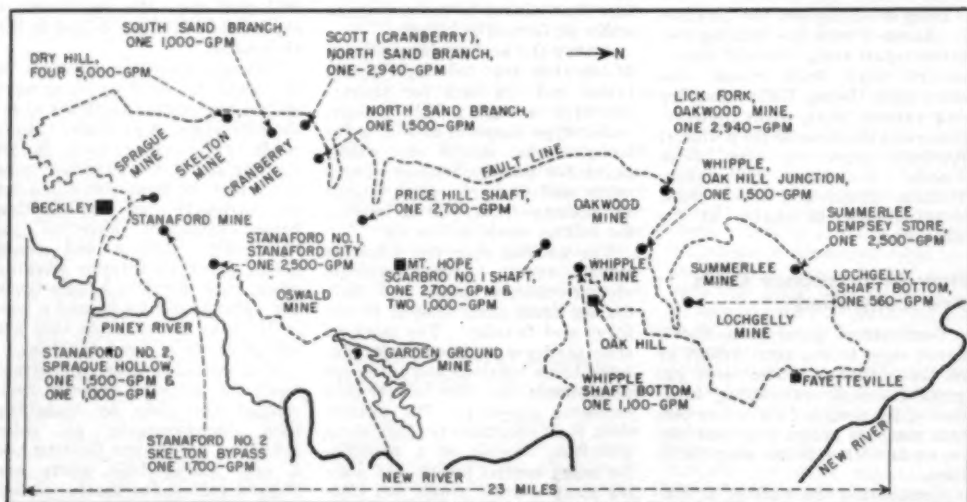 SOUTH SAND BRANCH,
ONE 1,000-GPM
DRY HILL,
FOUR 5,000-GPM
SCOTT (CRANBERRY),
NORTH SAND BRANCH,
ONE-2,940-GPM
N
NORTH SAND BRANCH,
ONE 1,500-GPM
LICK FORK,
OAKWOOD MINE,
ONE 2,940-GPM
WHIPPLE,
OAK HILL JUNCTION,
ONE 1,500-GPM
SUMMERLEE
DEMPSEY STORE,
ONE 2,500-GPM
SPRAGUE
MINE
SKELTON
MINE
CRANBERRY
MINE
FAULT LINE
BECKLEY
STANAFORD MINE
PRICE HILL SHAFT,
ONE 2,700-GPM
OAKWOOD
MINE
STANAFORD NO. 1,
STANAFORD CITY
ONE 2,500-GPM
MT. HOPE
SCARBRO NO. 1 SHAFT,
ONE 2,700-GPM &
TWO 1,000-GPM
WHIPPLE
MINE
SUMMERLEE
MINE
LOCHGELLY
SHAFT BOTTOM,
ONE 560-GPM
OSWALD
MINE
LOCHGELLY
MINE
PINEY RIVER
OAK HILL
GARDEN GROUND
MINE
FAYETTEVILLE
STANAFORD NO. 2,
SPRAQUE HOLLOW,
ONE 1,500-GPM &
ONE 1,000-GPM
WHIPPLE
SHAFT BOTTOM,
ONE 1,100-GPM
STANAFORD NO. 2
SKELTON BYPASS
ONE 1,700-GPM
NEW RIVER
NEW RIVER
23 MILES